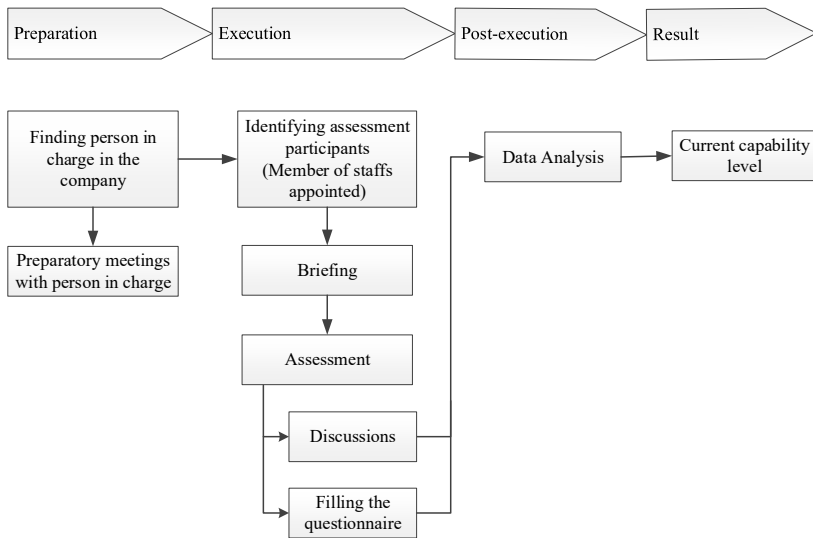 Preparation
Execution
Post-execution
Result
Finding person in
charge in the
company
Identifying assessment
participants
(Member of staffs
appointed)
Data Analysis
Current capability
level
Preparatory meetings
with person in charge
Briefing
Assessment
Discussions
Filling the
questionnaire